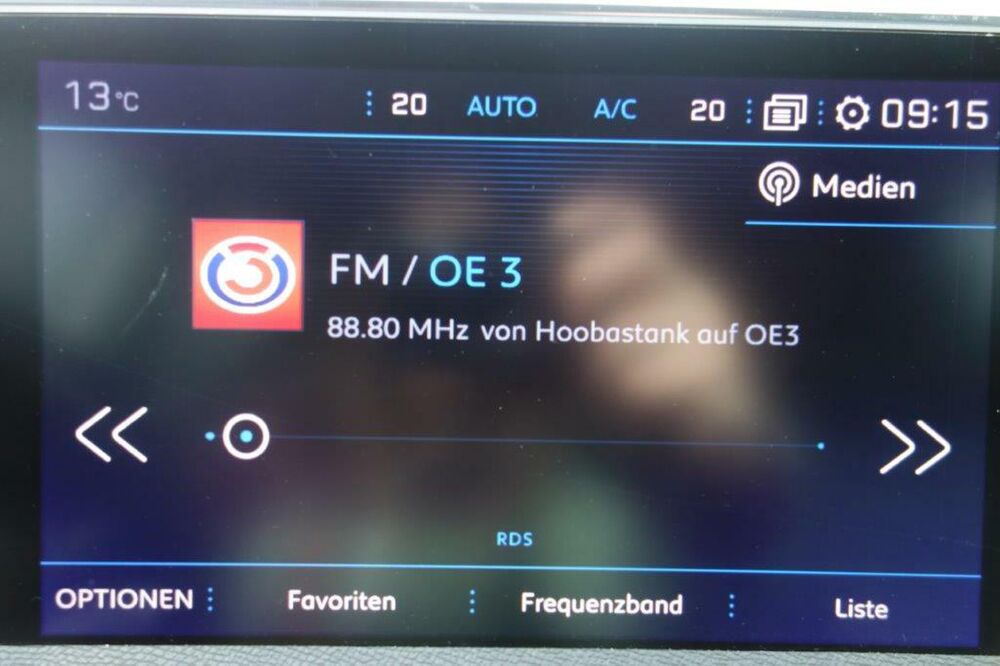 13°C 20 AUTO A/C 20 09:15
Medien
FM / OE 3
88.80 MHz von Hoobastank auf OE3
RDS
OPTIONEN Favoriten Frequenzband Liste